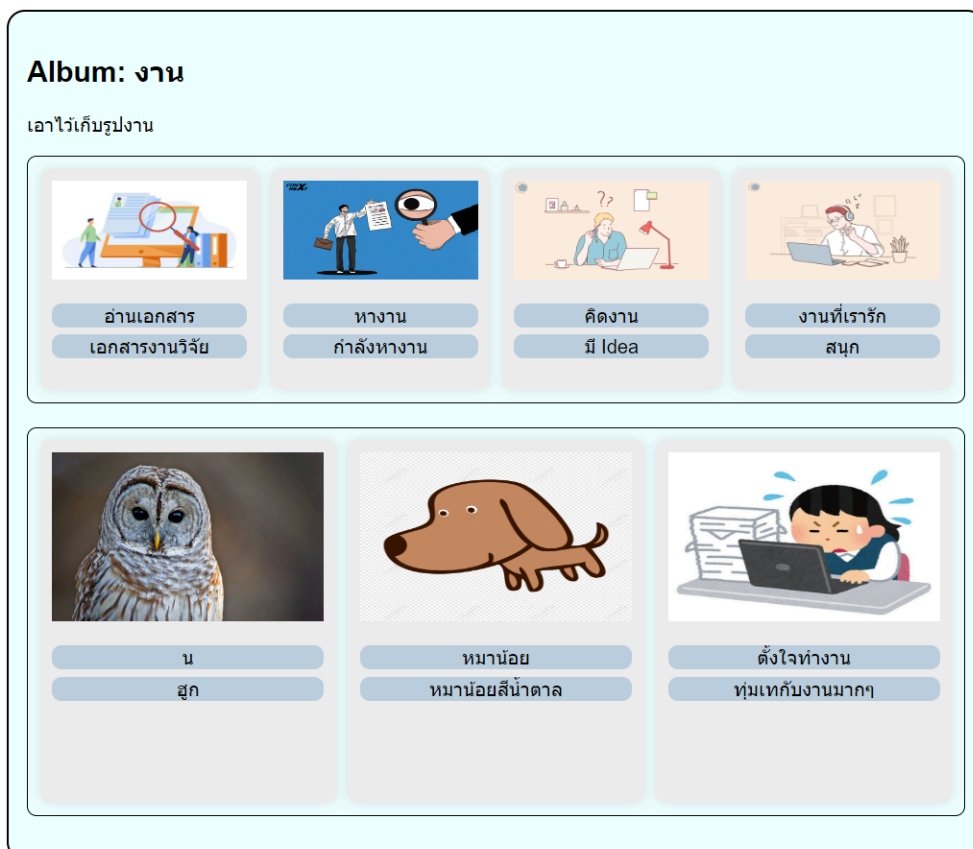 Album: งาน
เอาไว้เก็บรูปงาน
อ่านเอกสาร
เอกสารงานวิจัย
หางาน
กำลังหางาน
คิดงาน
มี Idea
งานที่เรารัก
สนุก
น
ฮูก
หมาน้อย
หมาน้อยสีน้ำตาล
ตั้งใจทำงาน
ทุ่มเทกับงานมากๆ